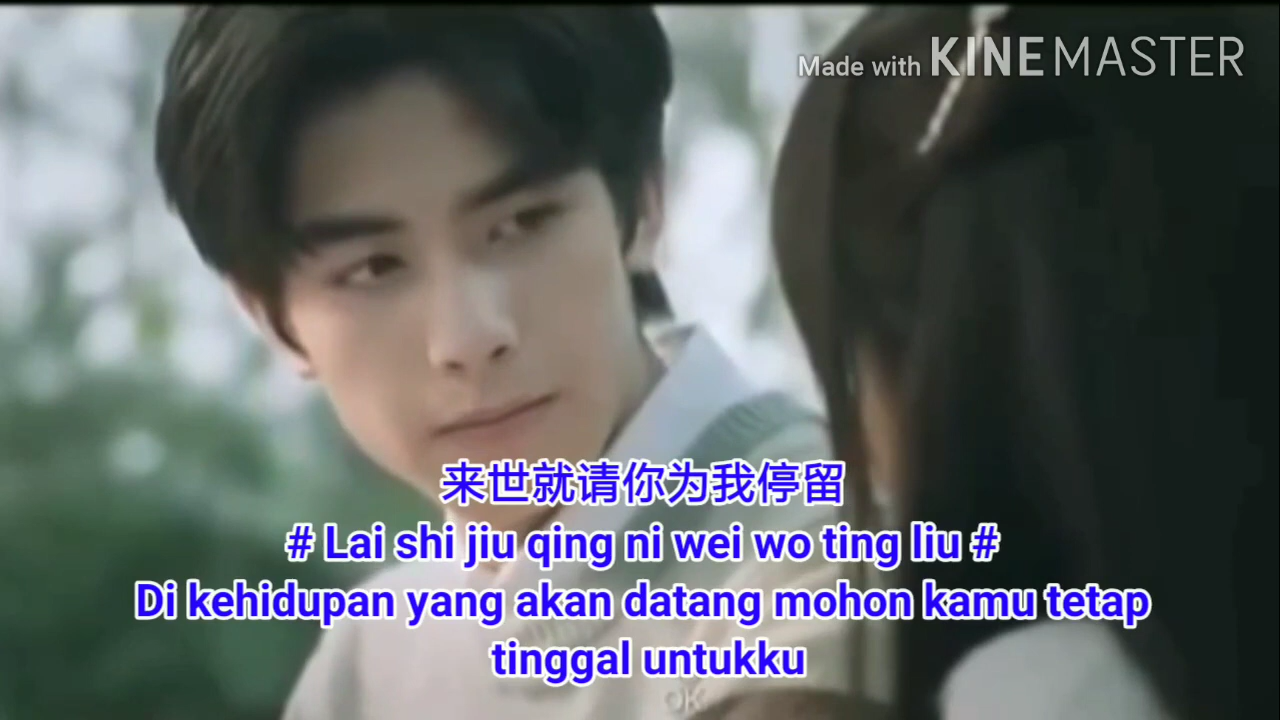 Made with KINEMASTER
来世就请你为我停留
# Lai shi jiu qing ni wei wo ting liu #
Di kehidupan yang akan datang mohon kamu tetap
tinggal untukku
OK